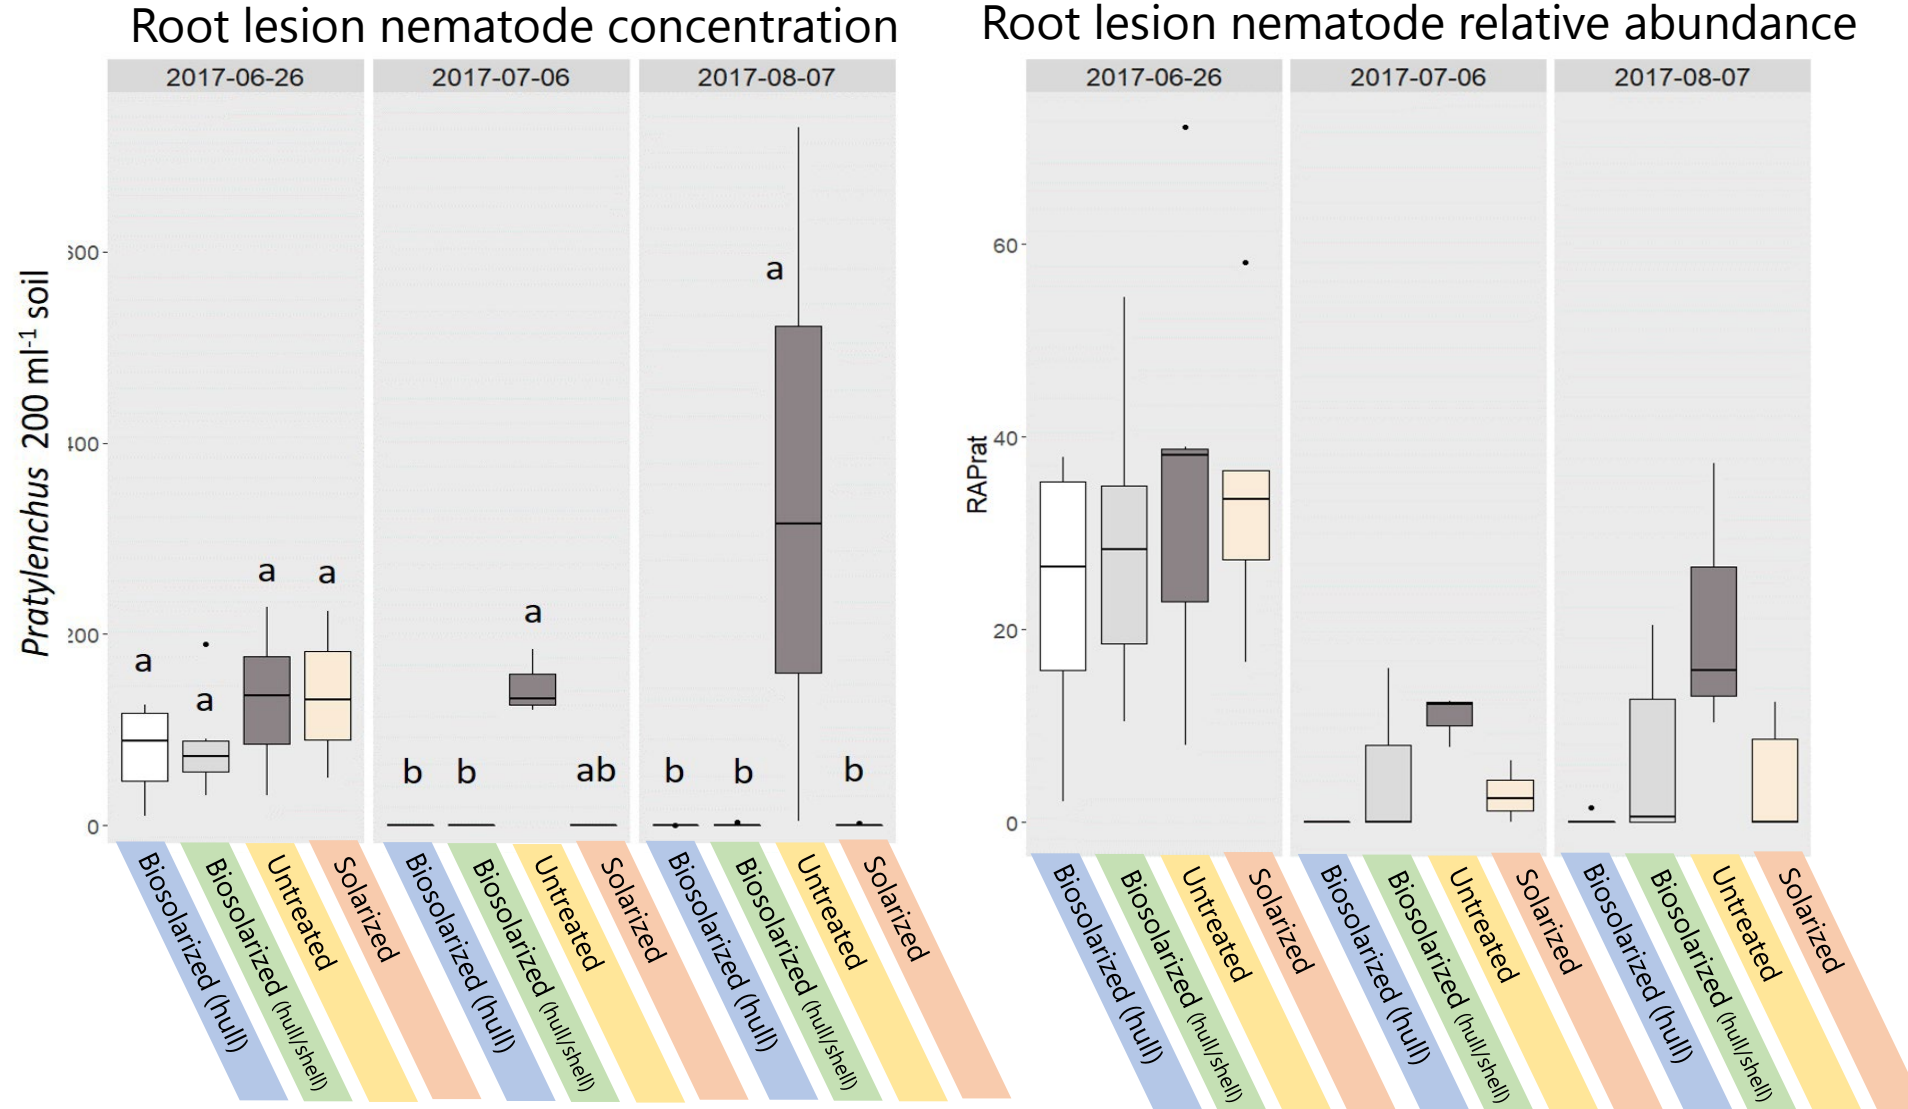 Root lesion nematode concentration
2017-06-26
2017-07-06
2017-08-07
Pratylenchus 200 ml-1 soil
600
400
200
0
a
a
a
a
b
b
a
ab
b
b
a
b
Biosolarized (hull)
Biosolarized (hull/shell)
Untreated
Solarized
Biosolarized (hull)
Biosolarized (hull/shell)
Untreated
Solarized
Biosolarized (hull)
Biosolarized (hull/shell)
Untreated
Solarized
Root lesion nematode relative abundance
2017-06-26
2017-07-06
2017-08-07
RAPrat
60
40
20
0
Biosolarized (hull)
Biosolarized (hull/shell)
Untreated
Solarized
Biosolarized (hull)
Biosolarized (hull/shell)
Untreated
Solarized
Biosolarized (hull)
Biosolarized (hull/shell)
Untreated
Solarized